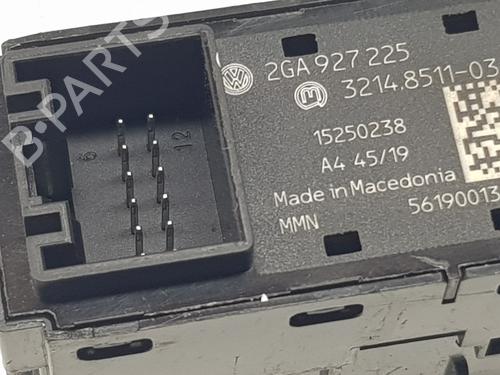 2GA 927 225
3214.8511-03
15250238
A4 45/19
Made in Macedonia
MMN
56190013
6
12
B-Parts